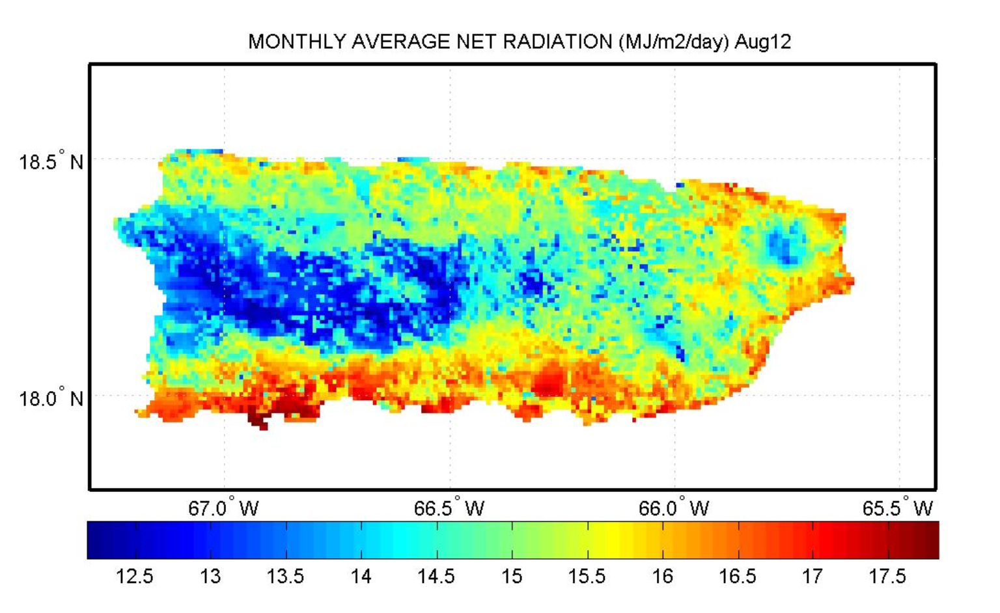 MONTHLY AVERAGE NET RADIATION (MJ/m2/day) Aug12
18.5° N
18.0° N
67.0° W 66.5° W 66.0° W 65.5° W
12.5 13 13.5 14 14.5 15 15.5 16 16.5 17 17.5